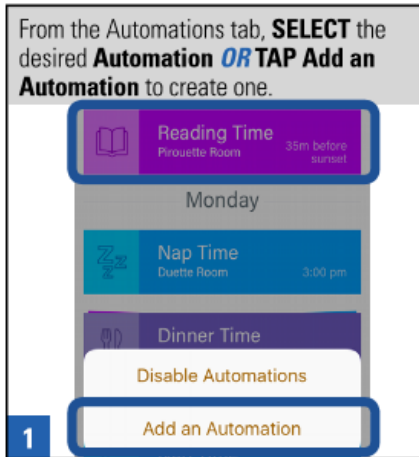 From the Automations tab, SELECT the
desired Automation OR TAP Add an
Automation to create one.
Reading Time
Pirouette Room
35m before
sunset
Monday
Nap Time
Duette Room
3:00 pm
Dinner Time
Disable Automations
Add an Automation
1